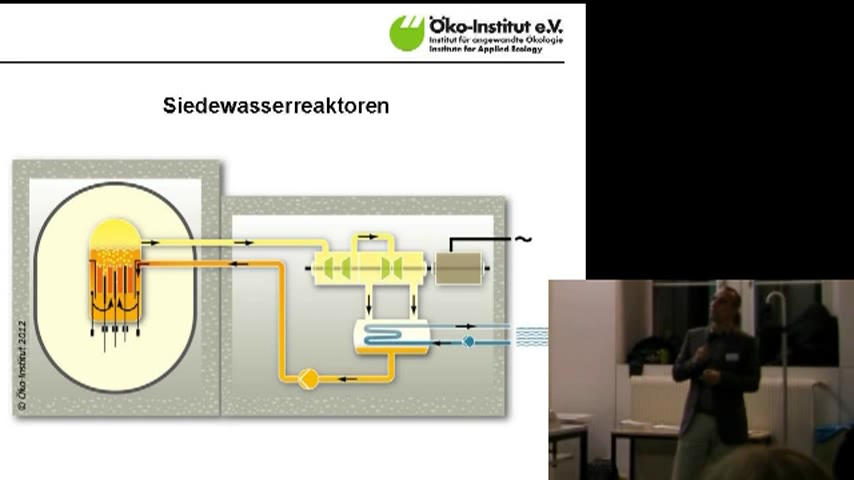 Öko-Institut e.V.
Institut für angewandte Ökologie
Institute for Applied Ecology
Siedewasserreaktoren
~
© Öko-Institut 2012